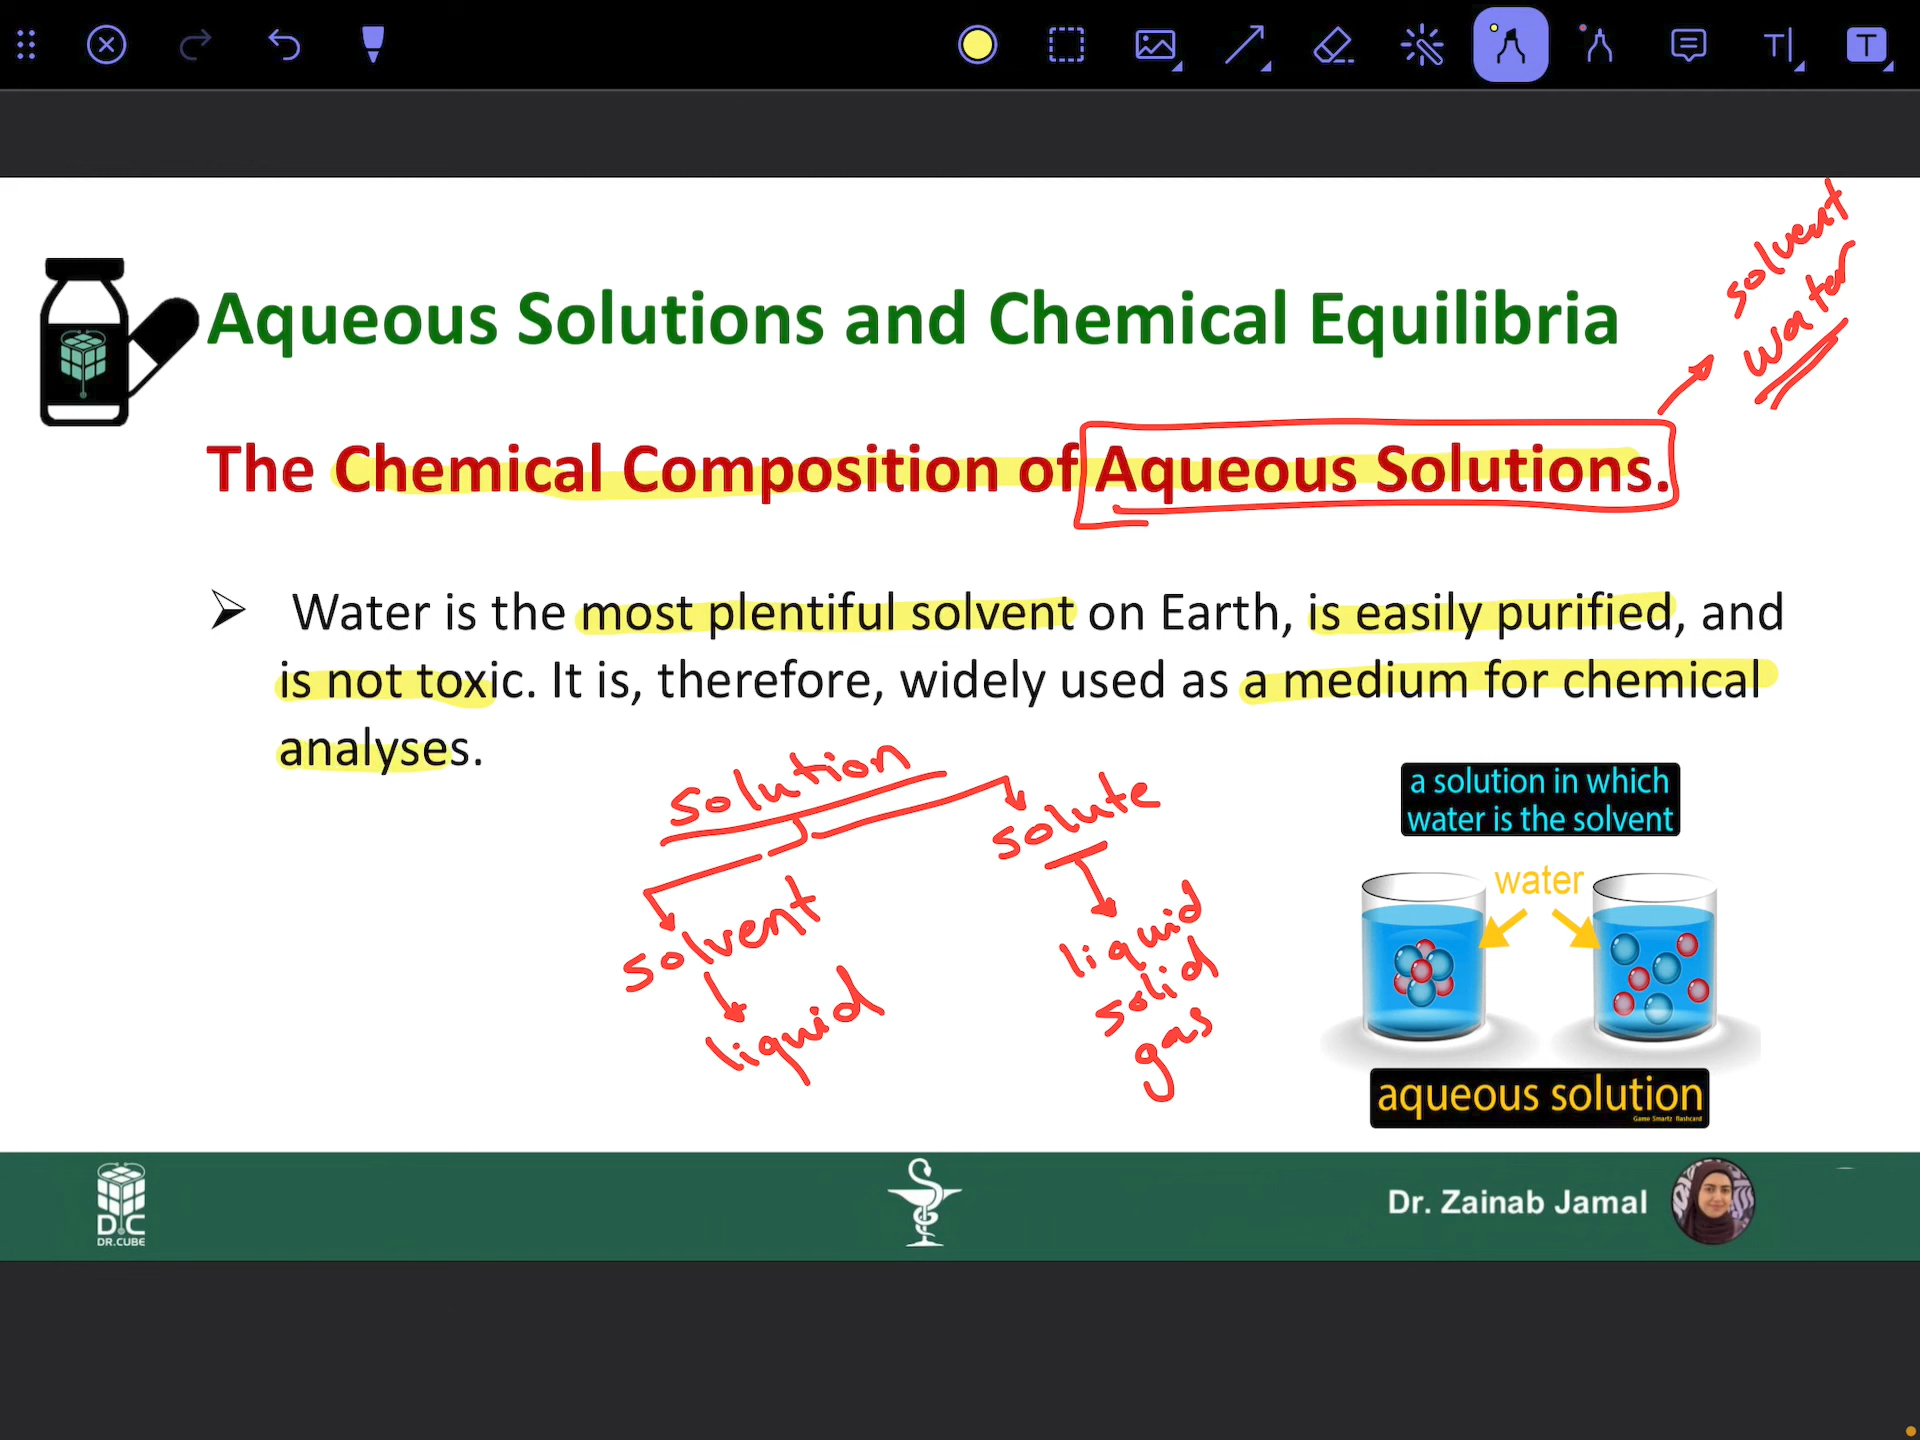 solvent
water
Aqueous Solutions and Chemical Equilibria
The Chemical Composition of Aqueous Solutions.
➢ Water is the most plentiful solvent on Earth, is easily purified, and
is not toxic. It is, therefore, widely used as a medium for chemical
analyses.
solution
solvent
liquid
solute
liquid
solid
gas
a solution in which
water is the solvent
water
aqueous solution
Game Smartz flashcard
D.C
DR.CUBE
Dr. Zainab Jamal
T
T